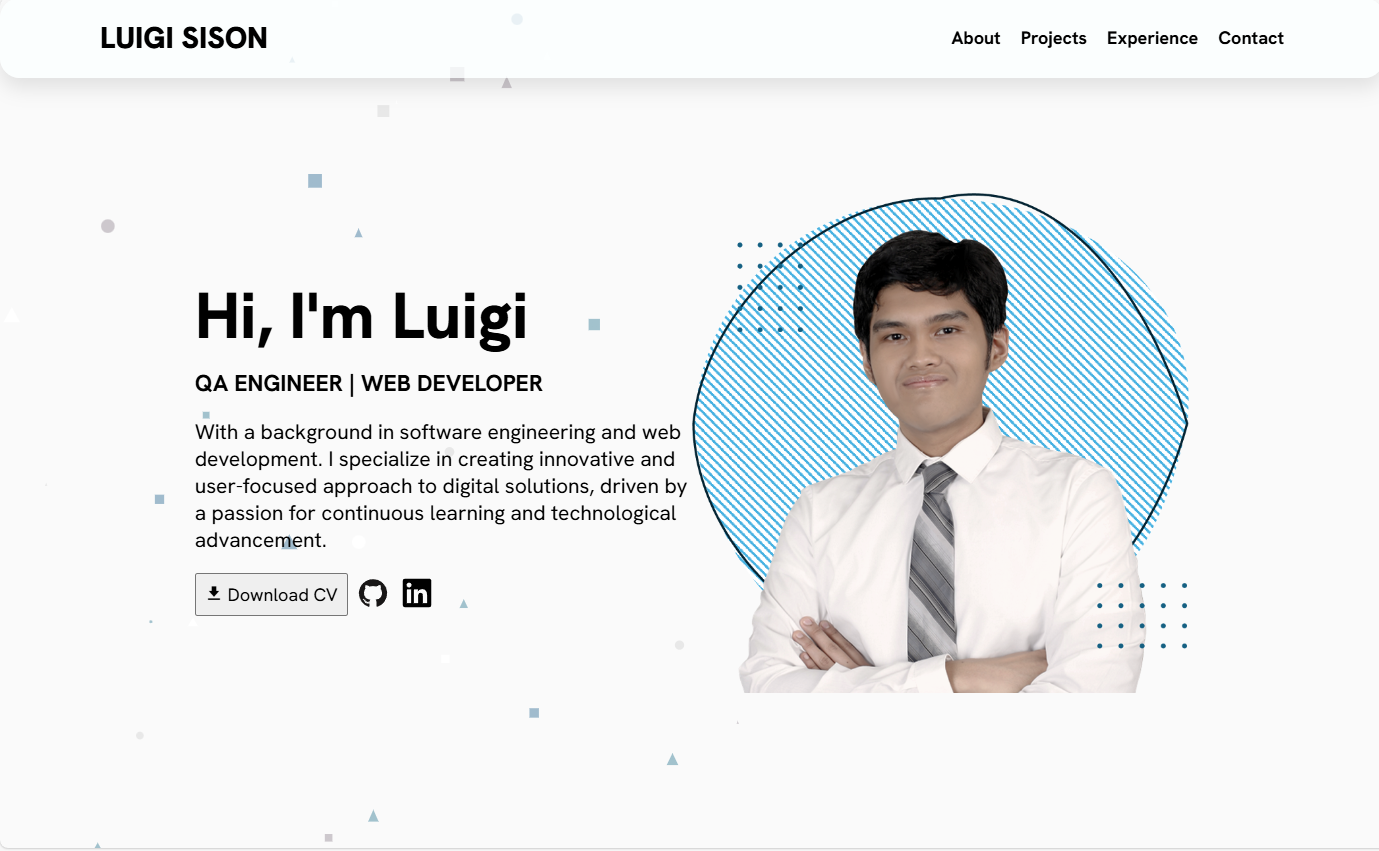 LUIGI SISON
About Projects Experience Contact
Hi, I'm Luigi
QA ENGINEER | WEB DEVELOPER
With a background in software engineering and web
development. I specialize in creating innovative and
user-focused approach to digital solutions, driven by
a passion for continuous learning and technological
advancement.
Download CV
in